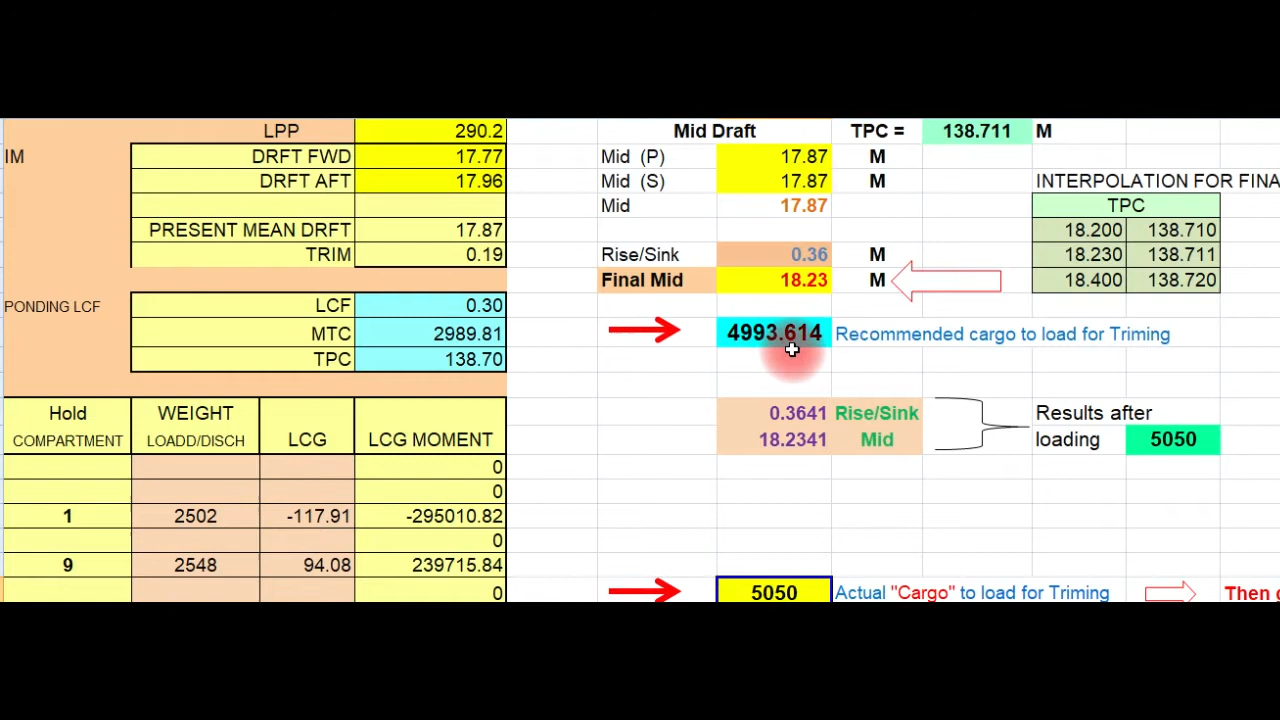 LPP 290.2 Mid Draft TPC = 138.711 M
IM DRFT FWD 17.77 Mid (P) 17.87 M
DRFT AFT 17.96 Mid (S) 17.87 M INTERPOLATION FOR FINA
Mid 17.87 TPC
PRESENT MEAN DRFT 17.87 18.200 138.710
TRIM 0.19 Rise/Sink 0.36 M 18.230 138.711
Final Mid 18.23 M 18.400 138.720
PONDING LCF LCF 0.30
MTC 2989.81 4993.614 Recommended cargo to load for Triming
TPC 138.70
Hold WEIGHT 0.3641 Rise/Sink Results after
COMPARTMENT LOADD/DISCH LCG LCG MOMENT 18.2341 Mid loading 5050
0
0
1 2502 -117.91 -295010.82
0
9 2548 94.08 239715.84
0 5050 Actual "Cargo" to load for Triming Then